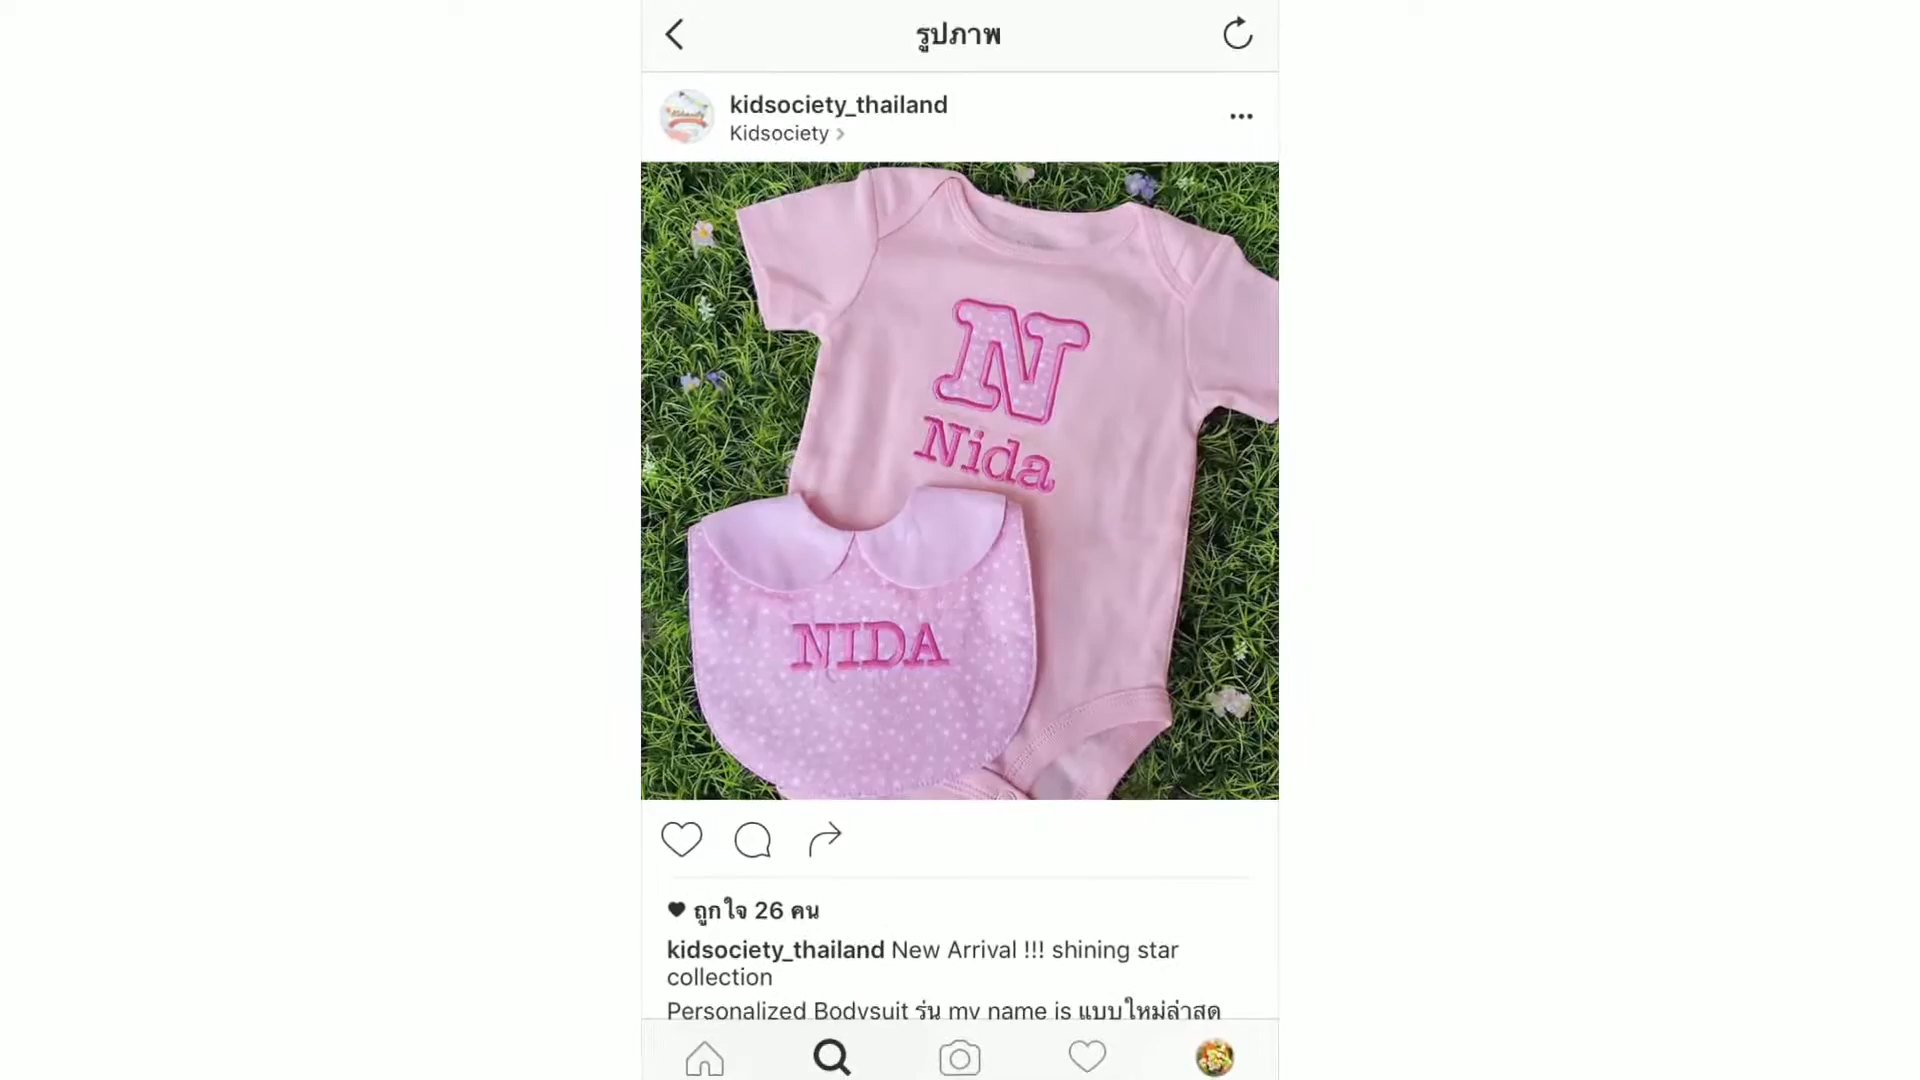 รูปภาพ
kidsociety_thailand
Kidsociety
N
Nida
NIDA
ถูกใจ 26 คน
kidsociety_thailand New Arrival !!! shining star
collection
Personalized Bodysuit รุ่น my name is แบบใหม่ล่าสุด